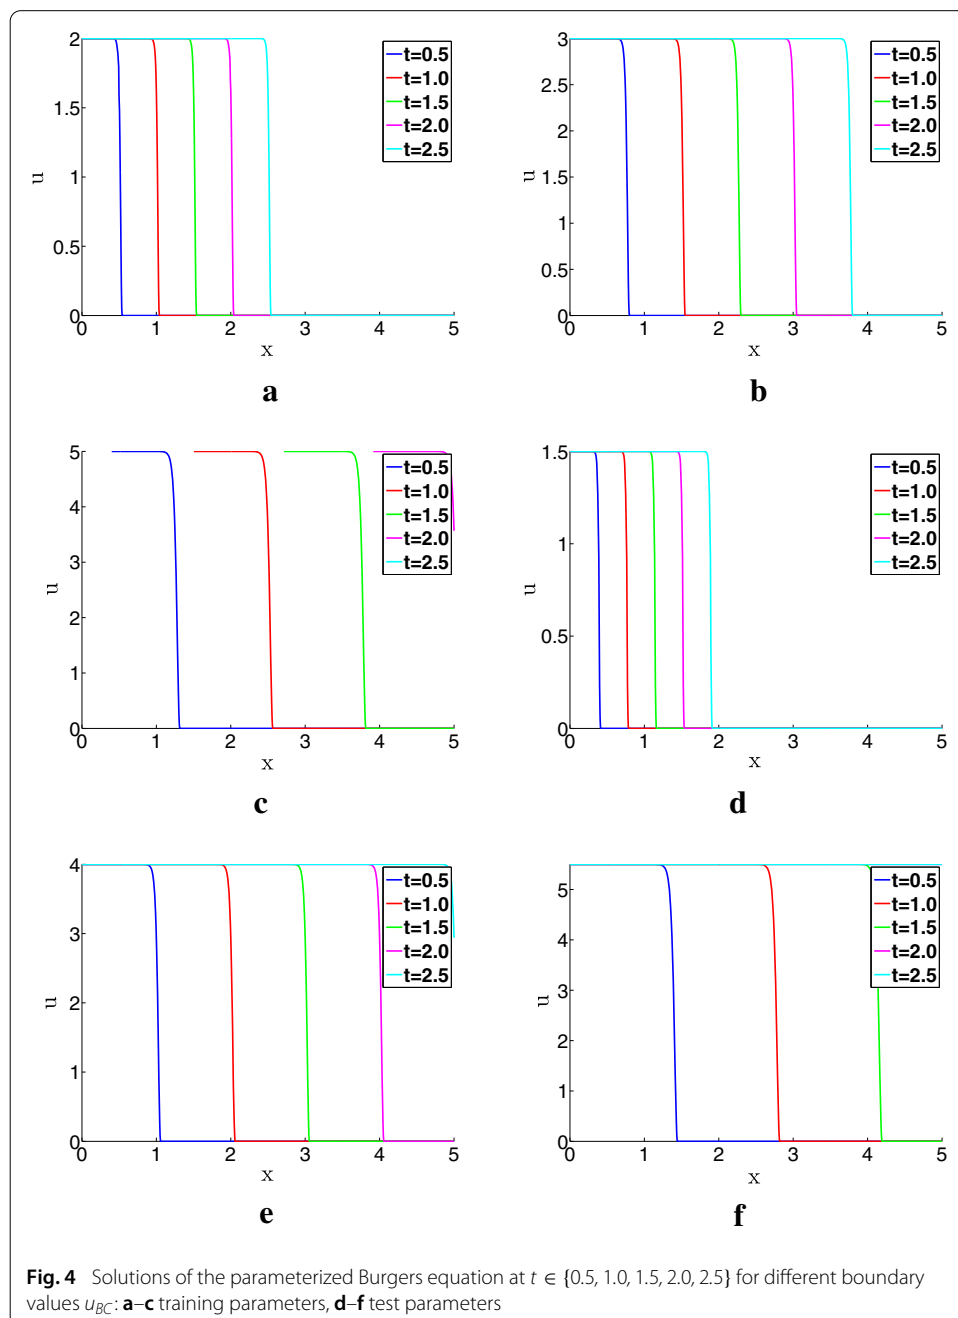 2
1.5
1
0.5
0
u
0 1 2 3 4 5
x
t=0.5
t=1.0
t=1.5
t=2.0
t=2.5
a
3
2.5
2
1.5
1
0.5
0
u
0 1 2 3 4 5
x
t=0.5
t=1.0
t=1.5
t=2.0
t=2.5
b
5
4
3
2
1
0
u
0 1 2 3 4 5
x
t=0.5
t=1.0
t=1.5
t=2.0
t=2.5
c
1.5
1
0.5
0
u
0 1 2 3 4 5
x
t=0.5
t=1.0
t=1.5
t=2.0
t=2.5
d
4
3
2
1
0
u
0 1 2 3 4 5
x
t=0.5
t=1.0
t=1.5
t=2.0
t=2.5
e
5
4
3
2
1
0
u
0 1 2 3 4 5
x
t=0.5
t=1.0
t=1.5
t=2.0
t=2.5
f
Fig. 4 Solutions of the parameterized Burgers equation at t ∈ {0.5, 1.0, 1.5, 2.0, 2.5} for different boundary
values u_BC: a–c training parameters, d–f test parameters